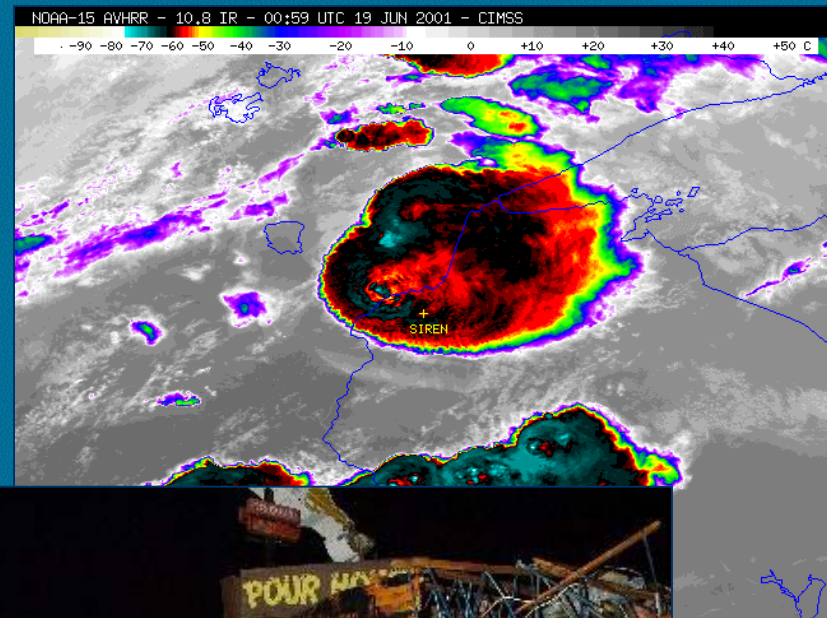 NOAA-15 AVHRR - 10.8 IR - 00:59 UTC 19 JUN 2001 - CIMSS
-90 -80 -70 -60 -50 -40 -30 -20 -10 0 +10 +20 +30 +40 +50 C
SIREN
POUR